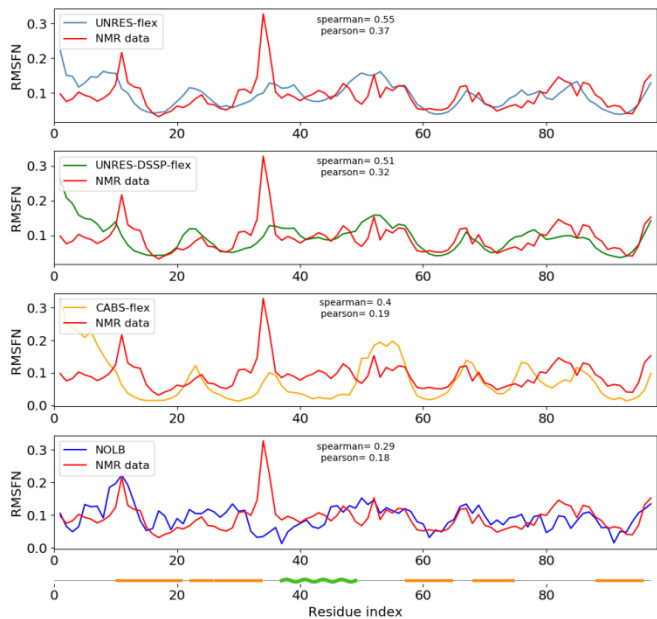 UNRES-flex
NMR data
spearman= 0.55
pearson= 0.37
RMSFN
0.3
0.2
0.1
0 20 40 60 80
UNRES-DSSP-flex
NMR data
spearman= 0.51
pearson= 0.32
RMSFN
0.3
0.2
0.1
0 20 40 60 80
CABS-flex
NMR data
spearman= 0.4
pearson= 0.19
RMSFN
0.3
0.2
0.1
0.0
0 20 40 60 80
NOLB
NMR data
spearman= 0.29
pearson= 0.18
RMSFN
0.3
0.2
0.1
0.0
0 20 40 60 80
Residue index